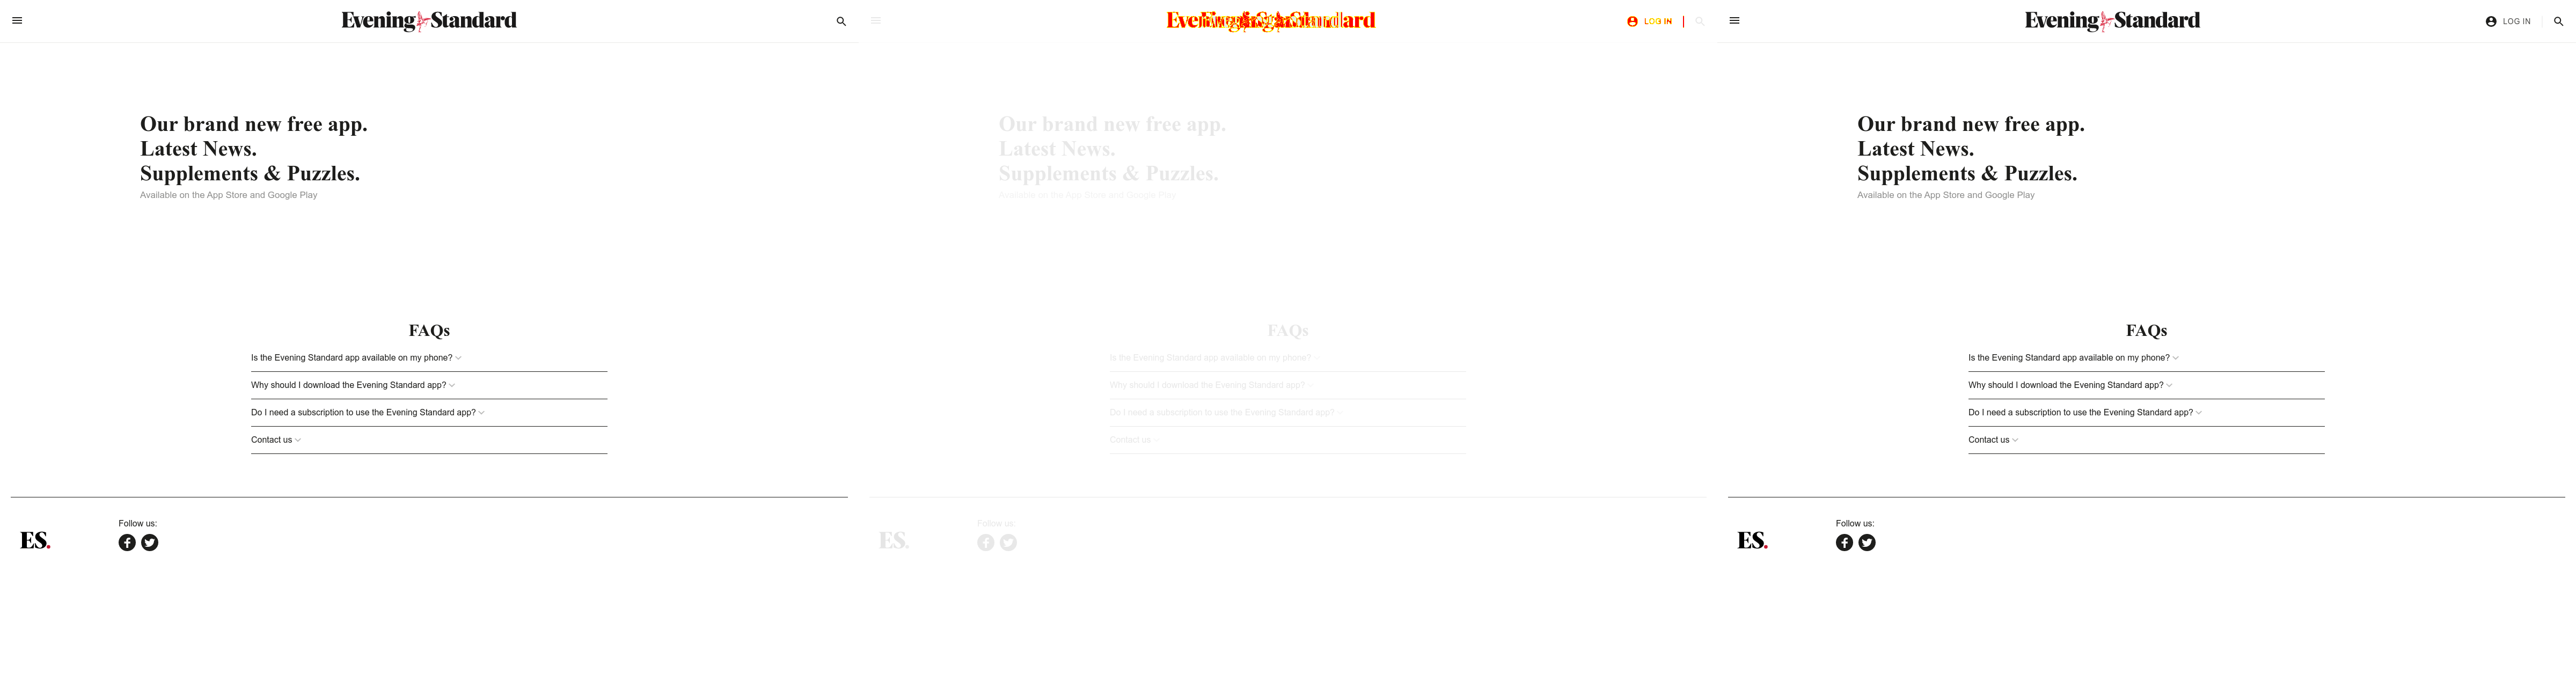 Evening Standard
Our brand new free app.
Latest News.
Supplements & Puzzles.
Available on the App Store and Google Play
FAQs
Is the Evening Standard app available on my phone?
Why should I download the Evening Standard app?
Do I need a subscription to use the Evening Standard app?
Contact us
ES.
Follow us:
LOG IN
Our brand new free app.
Latest News.
Supplements & Puzzles.
Available on the App Store and Google Play
FAQs
Is the Evening Standard app available on my phone?
Why should I download the Evening Standard app?
Do I need a subscription to use the Evening Standard app?
Contact us
ES.
Follow us:
Evening Standard
LOG IN
Our brand new free app.
Latest News.
Supplements & Puzzles.
Available on the App Store and Google Play
FAQs
Is the Evening Standard app available on my phone?
Why should I download the Evening Standard app?
Do I need a subscription to use the Evening Standard app?
Contact us
ES.
Follow us: